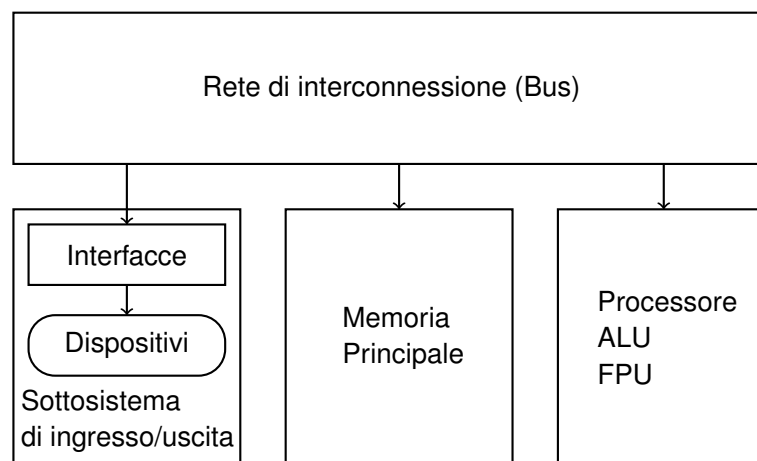 Rete di interconnessione (Bus)
Interfacce
Dispositivi
Sottosistema
di ingresso/uscita
Memoria
Principale
Processore
ALU
FPU